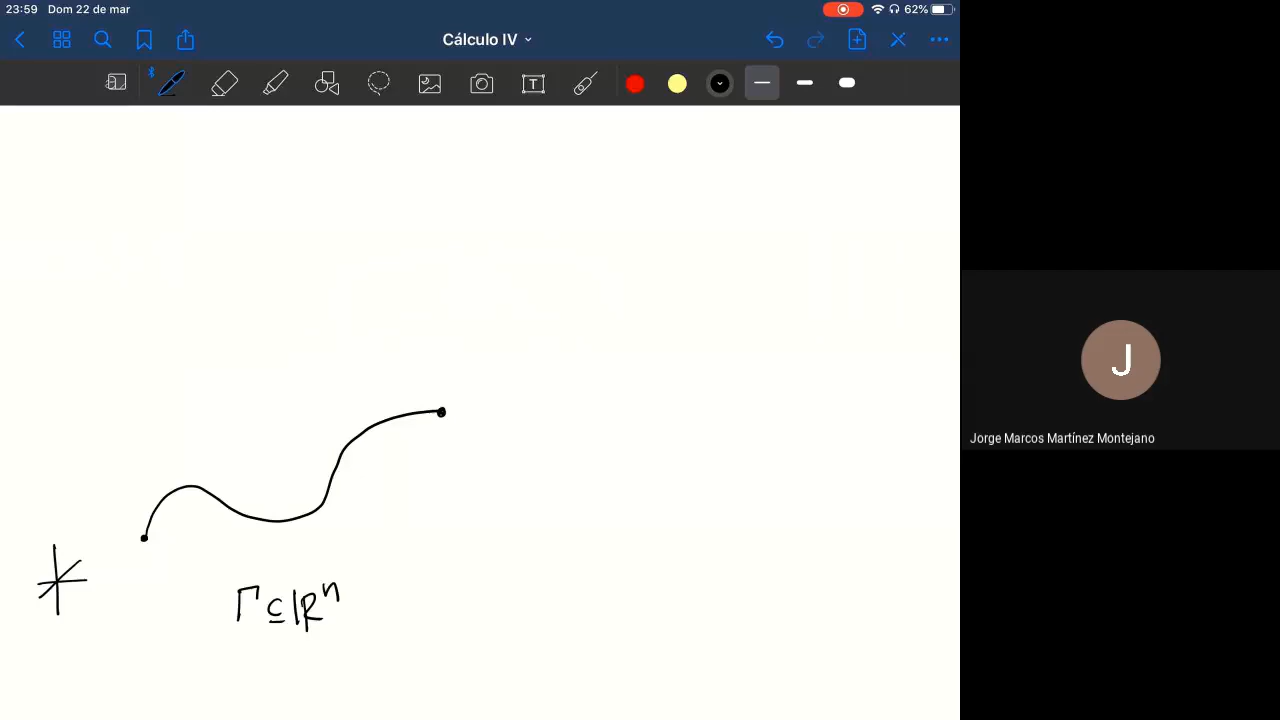 23:59 Dom 22 de mar
62%
Cálculo IV
T
J
Jorge Marcos Martínez Montejano
Γ ⊆ ℝⁿ